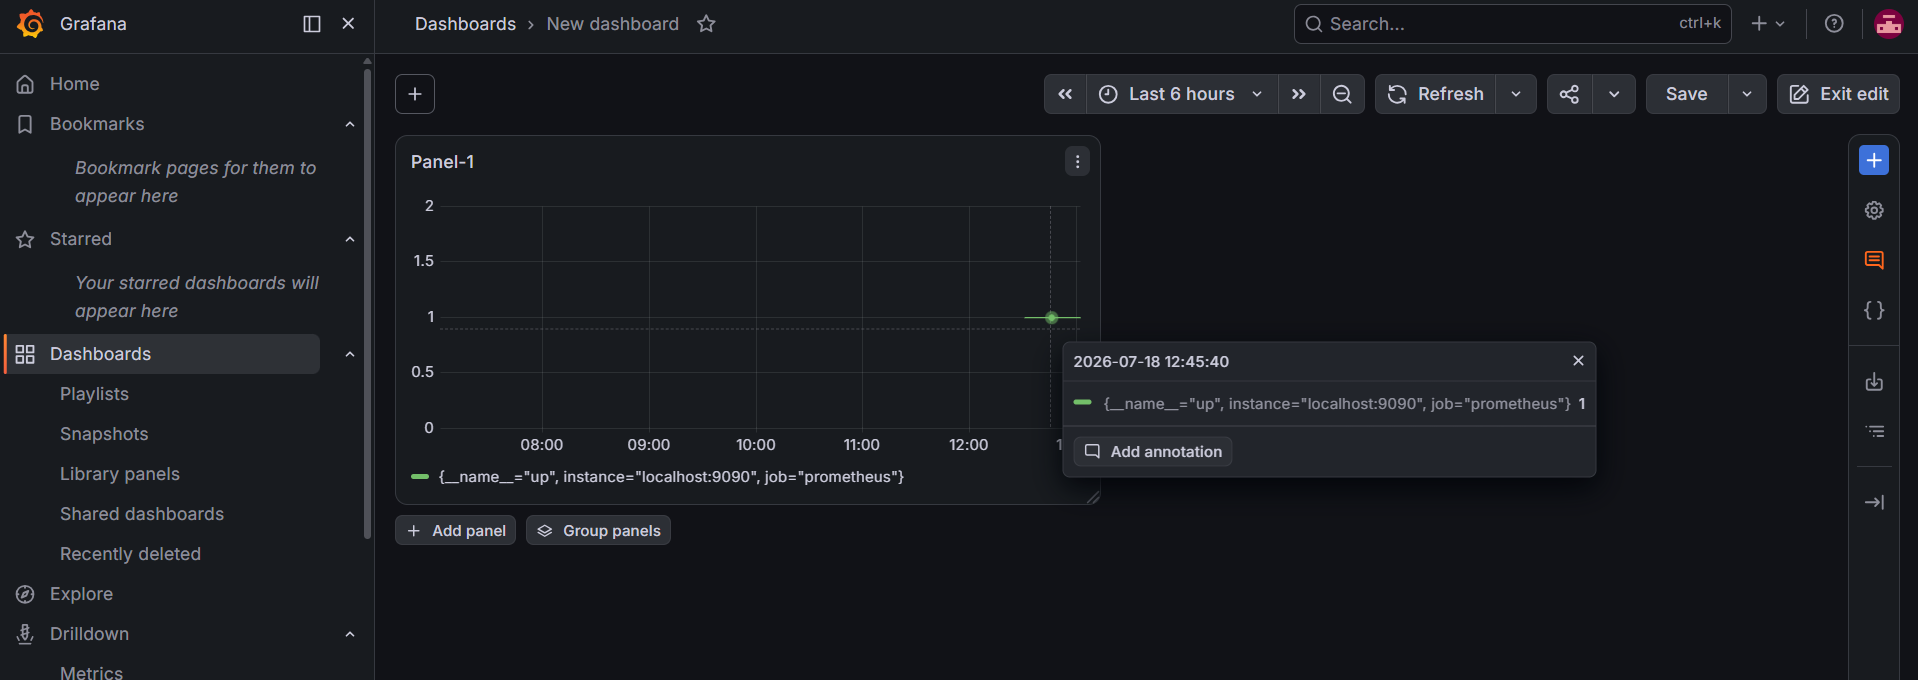 Grafana
Dashboards › New dashboard
Search...
ctrl+k
Home
Bookmarks
Bookmark pages for them to
appear here
Starred
Your starred dashboards will
appear here
Dashboards
Playlists
Snapshots
Library panels
Shared dashboards
Recently deleted
Explore
Drilldown
Metrics
Last 6 hours
Refresh
Save
Exit edit
Panel-1
2
1.5
1
0.5
0
08:00
09:00
10:00
11:00
12:00
1
{__name__="up", instance="localhost:9090", job="prometheus"}
2026-07-18 12:45:40
{__name__="up", instance="localhost:9090", job="prometheus"} 1
Add annotation
Add panel
Group panels